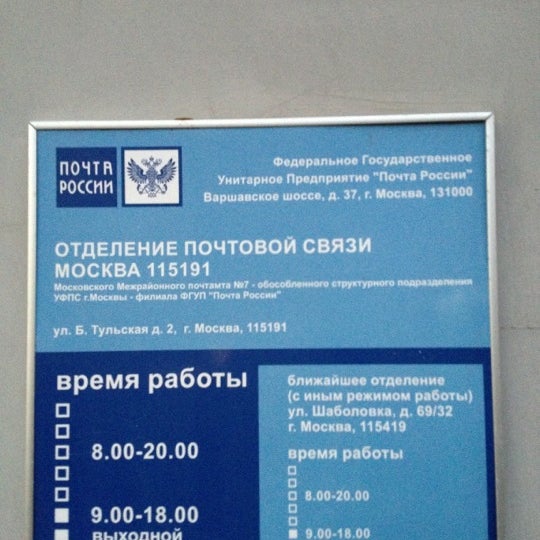 ПОЧТА
РОССИИ
Федеральное Государственное
Унитарное Предприятие "Почта России"
Варшавское шоссе, д. 37, г. Москва, 131000
ОТДЕЛЕНИЕ ПОЧТОВОЙ СВЯЗИ
МОСКВА 115191
Московского Межрайонного почтамта №7 - обособленного структурного подразделения
УФПС г.Москвы - филиала ФГУП "Почта России"
ул. Б. Тульская д. 2, г. Москва, 115191
время работы
8.00-20.00
9.00-18.00
выходной
ближайшее отделение
(с иным режимом работы)
ул. Шаболовка, д. 69/32
г. Москва, 115419
время работы
8.00-20.00
9.00-18.00